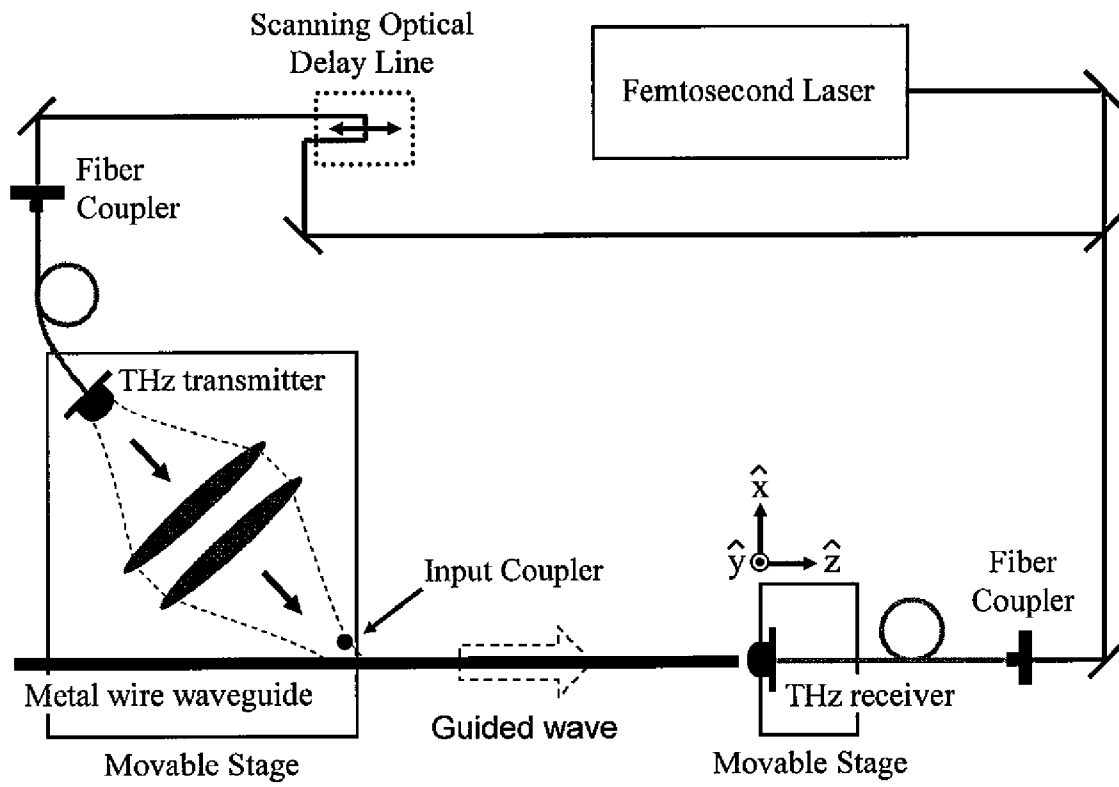 Scanning Optical
Delay Line
Femtosecond Laser
Fiber
Coupler
THz transmitter
Input Coupler
x̂
ŷ
ẑ
Fiber
Coupler
Metal wire waveguide
THz receiver
Guided wave
Movable Stage
Movable Stage